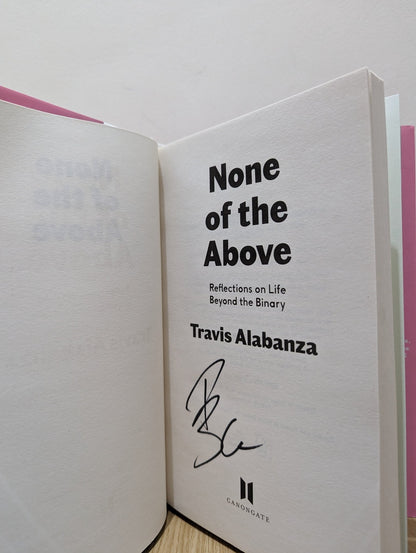 None
of the
Above
Reflections on Life
Beyond the Binary
Travis Alabanza
CANONGATE